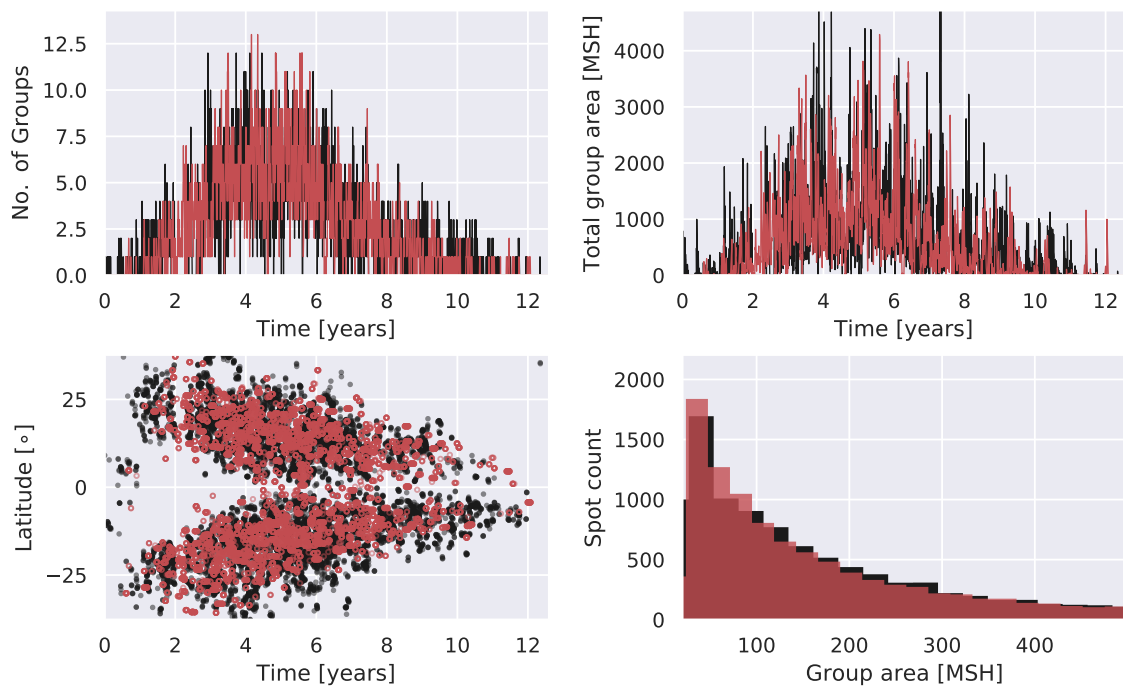 No. of Groups
12.5
10.0
7.5
5.0
2.5
0.0
0 2 4 6 8 10 12
Time [years]
Total group area [MSH]
4000
3000
2000
1000
0
0 2 4 6 8 10 12
Time [years]
Latitude [∘]
25
0
−25
0 2 4 6 8 10 12
Time [years]
Spot count
2000
1500
1000
500
0
100 200 300 400
Group area [MSH]